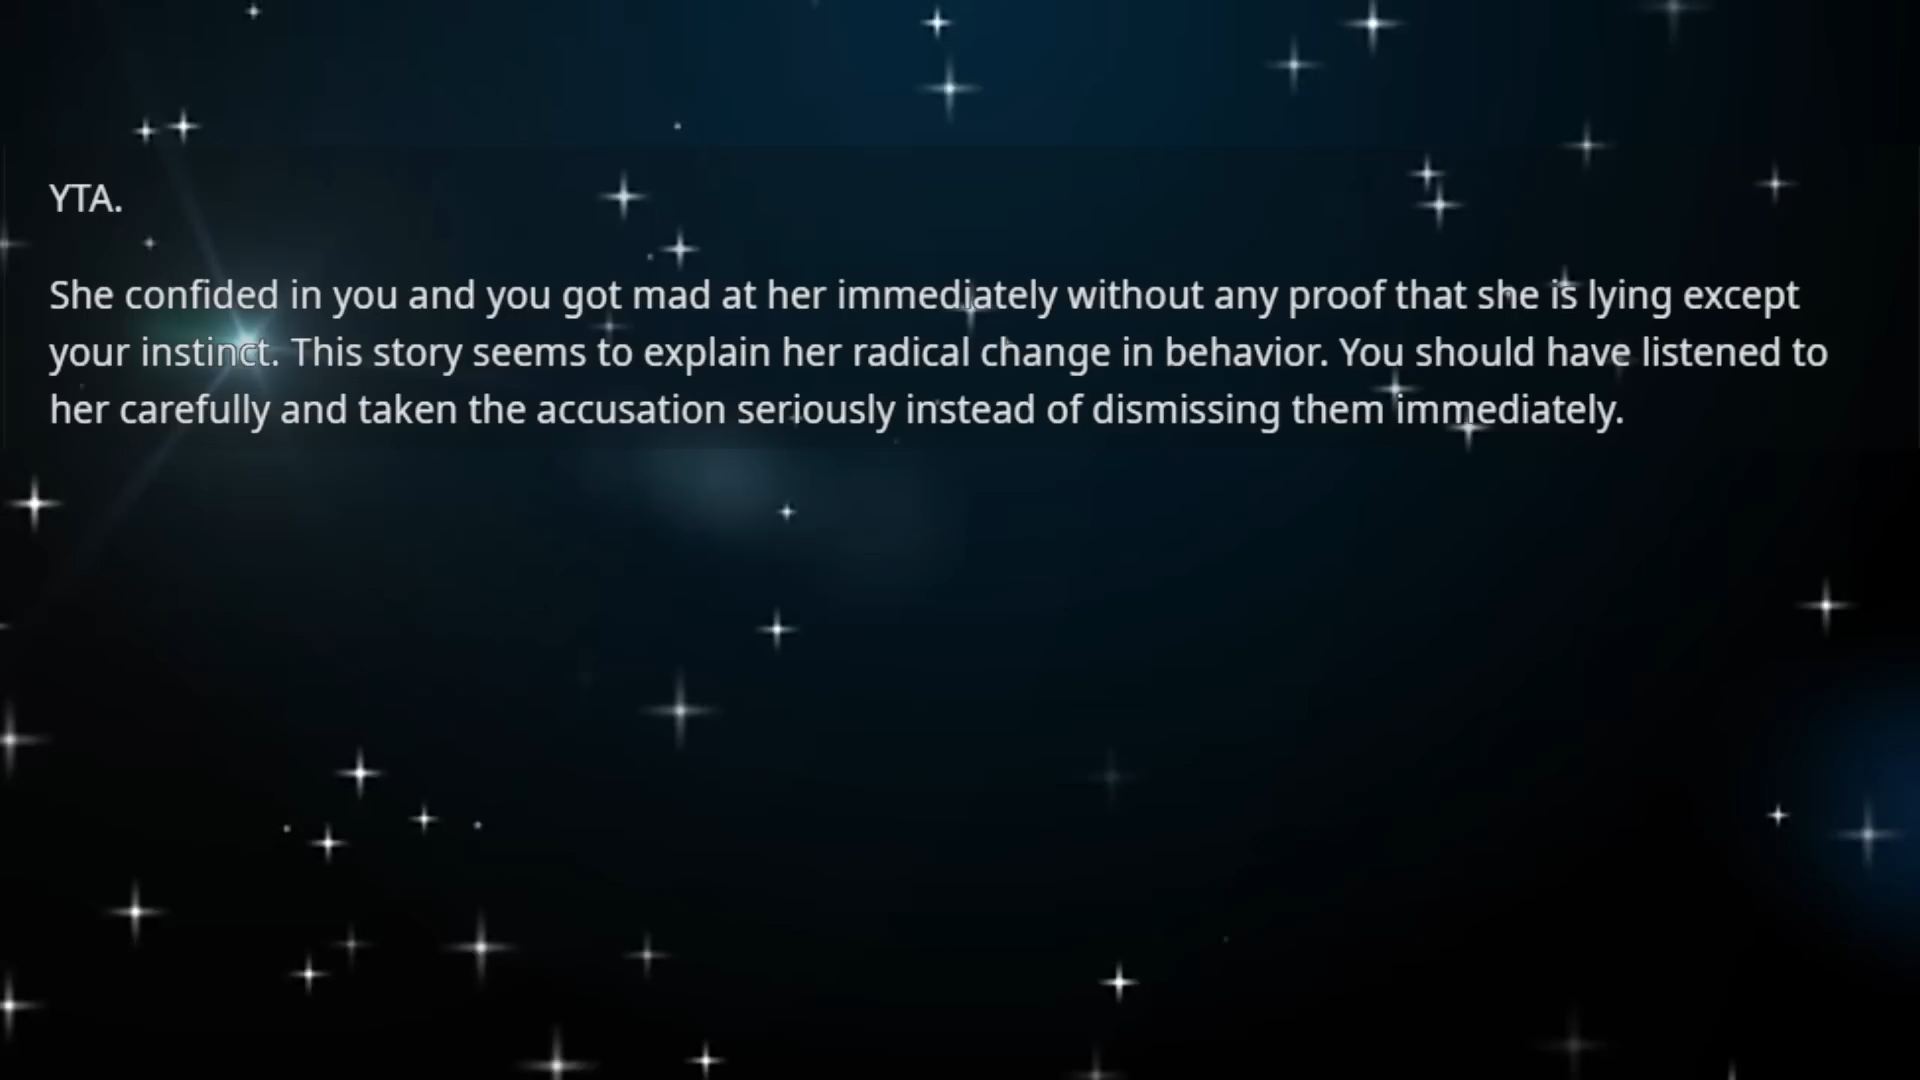 YTA.
She confided in you and you got mad at her immediately without any proof that she is lying except
your instinct. This story seems to explain her radical change in behavior. You should have listened to
her carefully and taken the accusation seriously instead of dismissing them immediately.